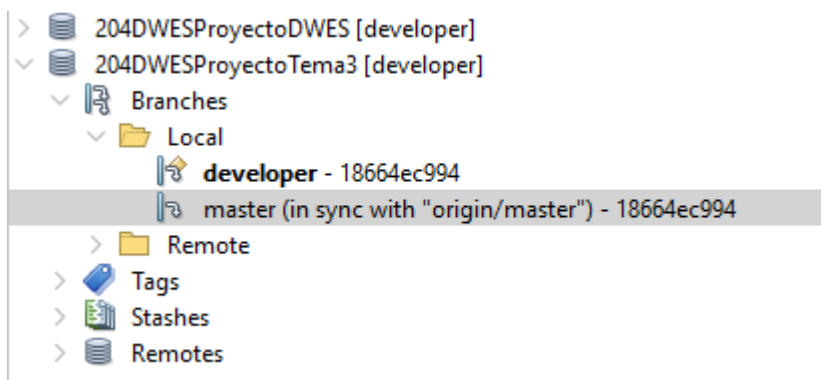 204DWESProyectoDWES [developer]
204DWESProyectoTema3 [developer]
Branches
Local
developer - 18664ec994
master (in sync with "origin/master") - 18664ec994
Remote
Tags
Stashes
Remotes